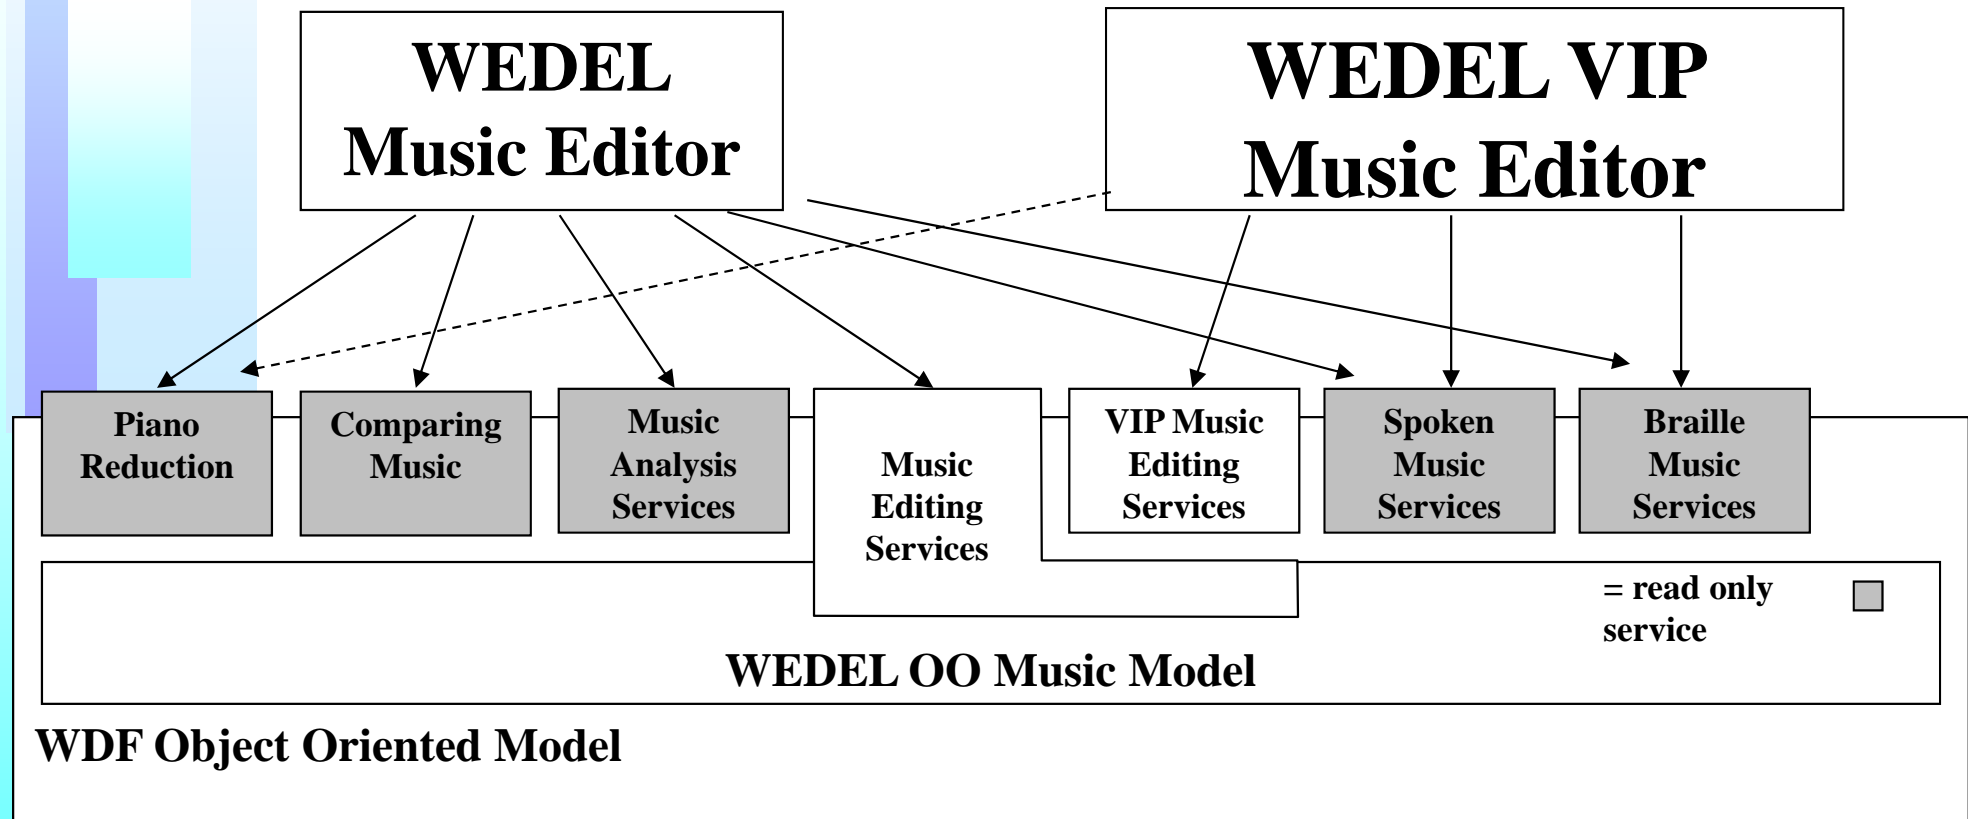 WEDEL
Music Editor
WEDEL VIP
Music Editor
Piano
Reduction
Comparing
Music
Music
Analysis
Services
Music
Editing
Services
VIP Music
Editing
Services
Spoken
Music
Services
Braille
Music
Services
= read only
service
WEDEL OO Music Model
WDF Object Oriented Model